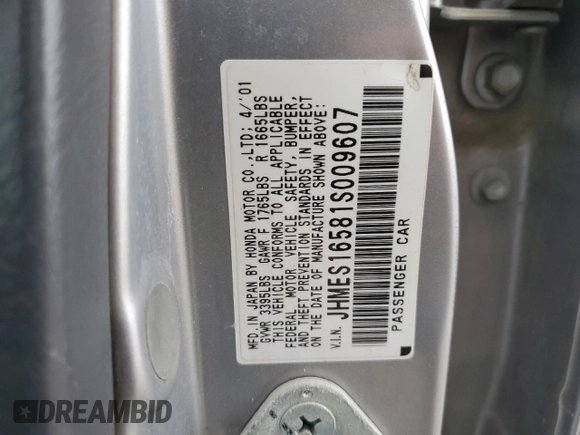 MFD. IN JAPAN BY HONDA MOTOR CO.,LTD; 4/'01
GVWR 3395LBS GAWR F 1765LBS R 1665LBS
THIS VEHICLE CONFORMS TO ALL APPLICABLE
FEDERAL MOTOR VEHICLE SAFETY, BUMPER,
AND THEFT PREVENTION STANDARDS IN EFFECT
ON THE DATE OF MANUFACTURE SHOWN ABOVE:
V.I.N. JHMES16581S009607
PASSENGER CAR
DREAMBID